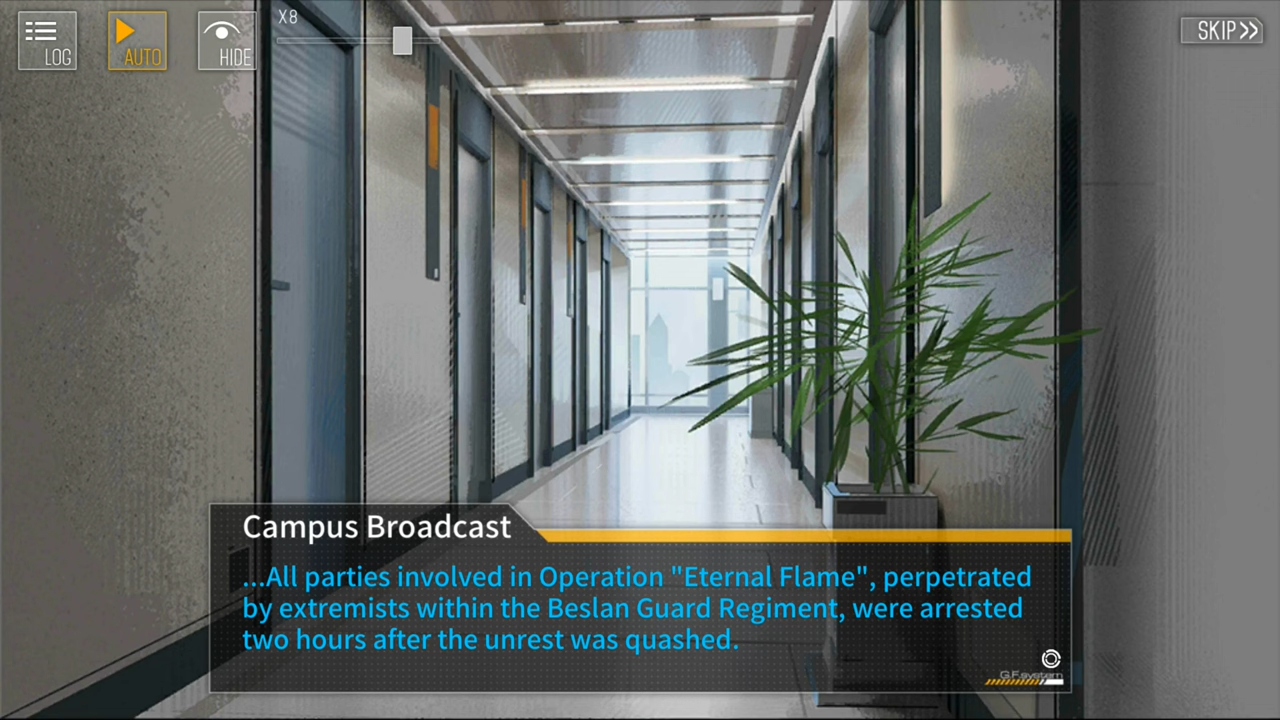 LOG
AUTO
HIDE
X8
SKIP
Campus Broadcast
...All parties involved in Operation "Eternal Flame", perpetrated
by extremists within the Beslan Guard Regiment, were arrested
two hours after the unrest was quashed.
G.F.system